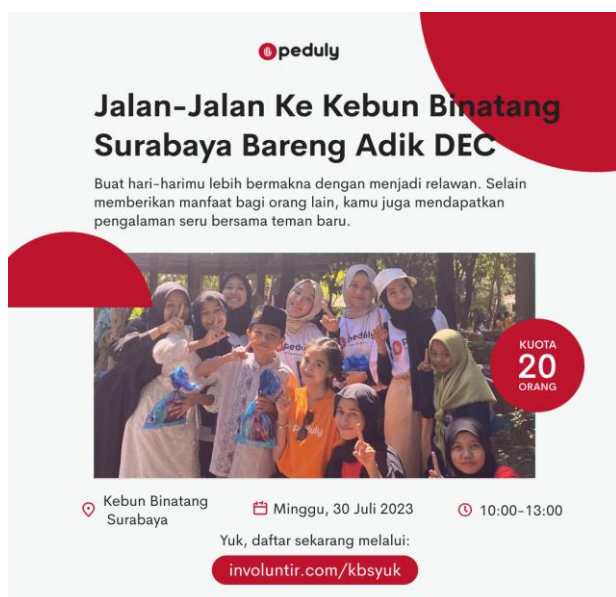 peduly
Jalan-Jalan Ke Kebun Binatang
Surabaya Bareng Adik DEC
Buat hari-harimu lebih bermakna dengan menjadi relawan. Selain
memberikan manfaat bagi orang lain, kamu juga mendapatkan
pengalaman seru bersama teman baru.
peduly
peduly
KUOTA
20
ORANG
Kebun Binatang
Surabaya
Minggu, 30 Juli 2023
10:00-13:00
Yuk, daftar sekarang melalui:
involuntir.com/kbsyuk